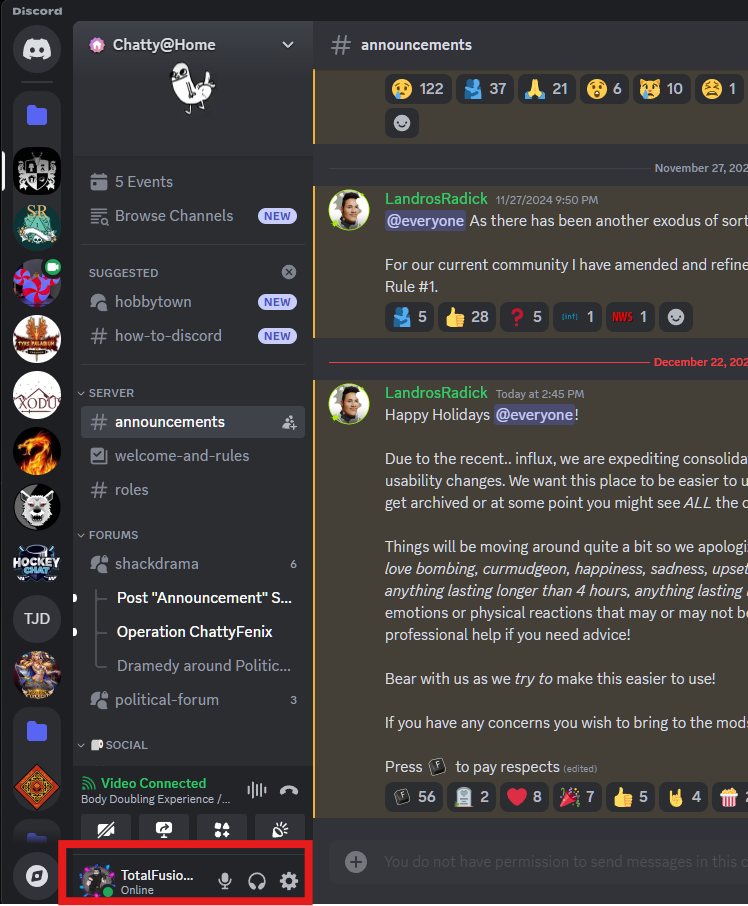 Discord
Chatty@Home
5 Events
Browse Channels NEW
SUGGESTED
hobbytown NEW
how-to-discord NEW
SERVER
announcements
welcome-and-rules
roles
FORUMS
shackdrama 6
Post "Announcement" S...
Operation ChattyFenix
Dramedy around Politic...
political-forum 3
SOCIAL
Video Connected
Body Doubling Experience /...
TotalFusio...
Online
SR
TYRS PALADIUM
XODU
HOCKEY
CHAT
TJD
announcements
122 37 21 6 10 1
November 27, 202
LandrosRadick 11/27/2024 9:50 PM
@everyone As there has been another exodus of sort
For our current community I have amended and refine
Rule #1.
5 28 5 [inf] 1 NWS 1
December 22, 202
LandrosRadick Today at 2:45 PM
Happy Holidays @everyone!
Due to the recent.. influx, we are expediting consolida
usability changes. We want this place to be easier to u
get archived or at some point you might see ALL the c
Things will be moving around quite a bit so we apologi
love bombing, curmudgeon, happiness, sadness, upset
anything lasting longer than 4 hours, anything lasting
emotions or physical reactions that may or may not be
professional help if you need advice!
Bear with us as we try to make this easier to use!
If you have any concerns you wish to bring to the mod
Press F to pay respects (edited)
F 56 2 8 7 5 4 2
You do not have permission to send messages in this c